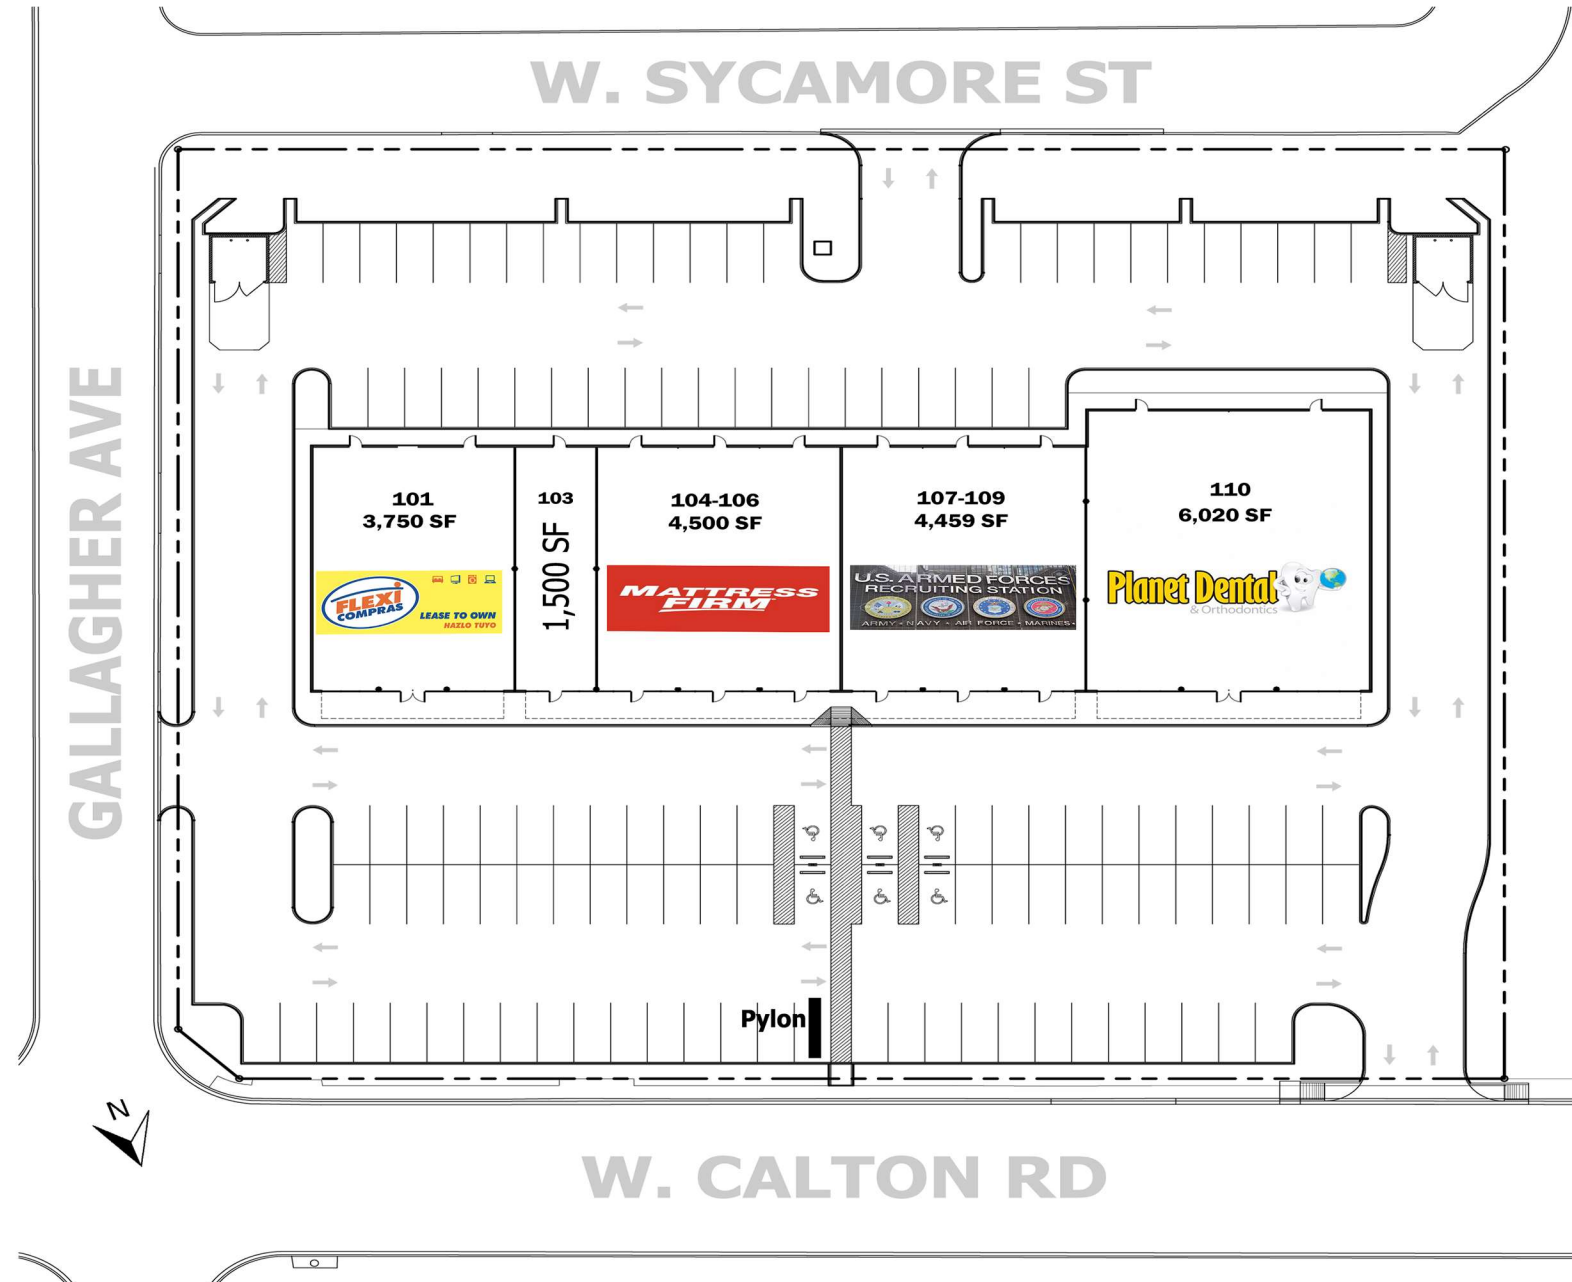 W. SYCAMORE ST
GALLAGHER AVE
101
3,750 SF
103
1,500 SF
104-106
4,500 SF
107-109
4,459 SF
110
6,020 SF
FLEXI
COMPRAS
LEASE TO OWN
HAZLO TUYO
MATTRESS
FIRM
U.S. ARMED FORCES
RECRUITING STATION
ARMY • NAVY • AIR FORCE • MARINES
Planet Dental
& Orthodontics
Pylon
N
W. CALTON RD